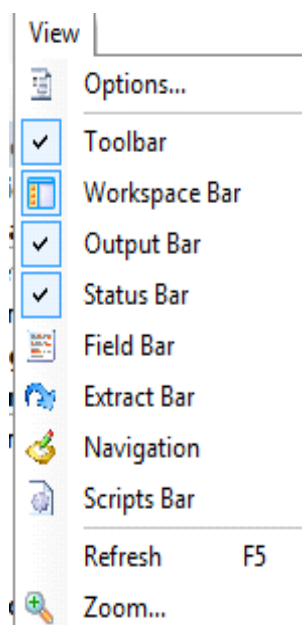 View
Options...
Toolbar
Workspace Bar
Output Bar
Status Bar
Field Bar
Extract Bar
Navigation
Scripts Bar
Refresh F5
Zoom...